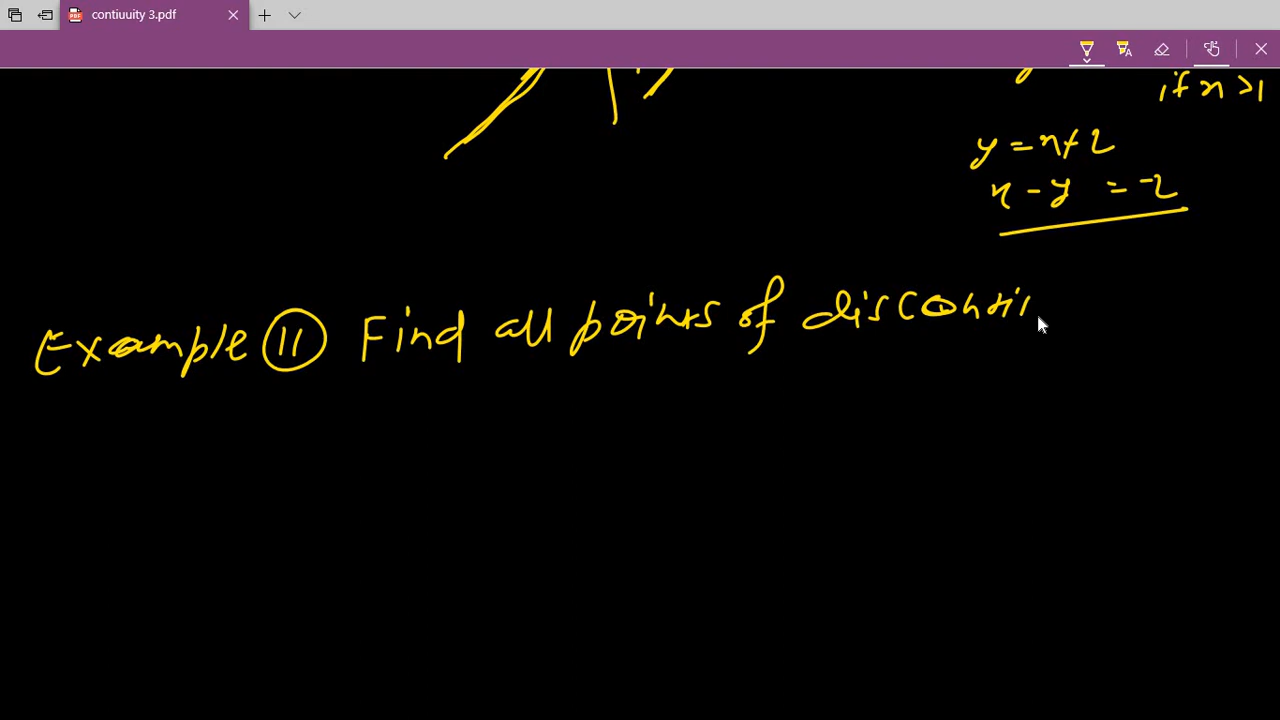 contiuuity 3.pdf
if x >1
y = x+2
x - y = -2
Example 11 Find all points of disconti